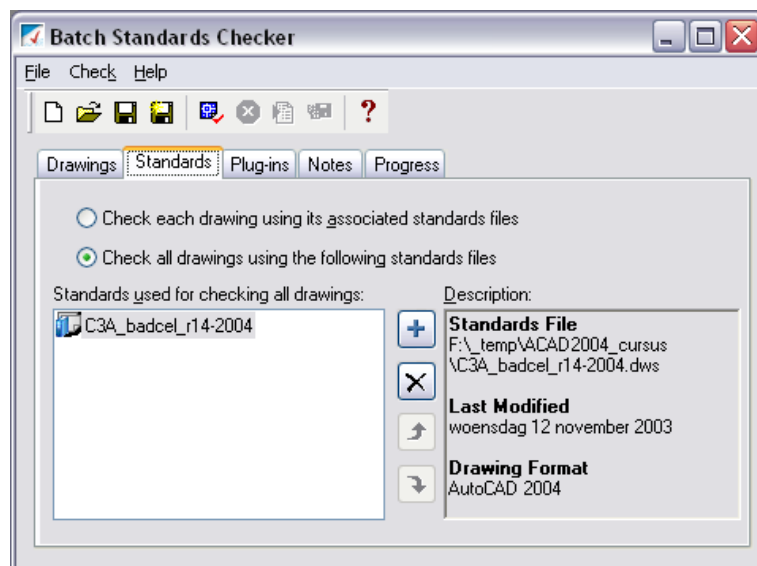 Batch Standards Checker
File Check Help
?
Drawings Standards Plug-ins Notes Progress
Check each drawing using its associated standards files
Check all drawings using the following standards files
Standards used for checking all drawings:
Description:
C3A_badcel_r14-2004
Standards File
F:\_temp\ACAD2004_cursus
\C3A_badcel_r14-2004.dws
Last Modified
woensdag 12 november 2003
Drawing Format
AutoCAD 2004